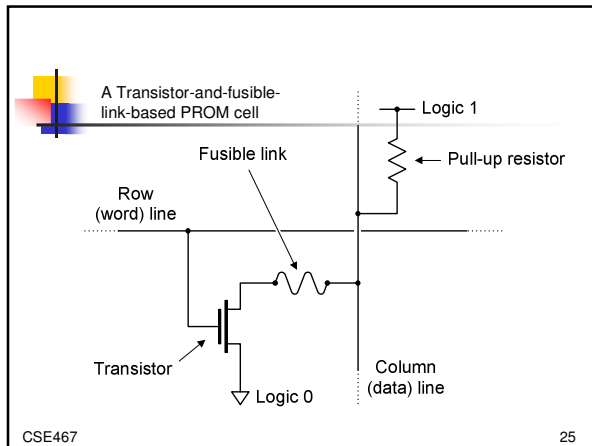 A Transistor-and-fusible-
link-based PROM cell
Logic 1
Fusible link
Pull-up resistor
Row
(word) line
Transistor
Column
(data) line
Logic 0
CSE467
25